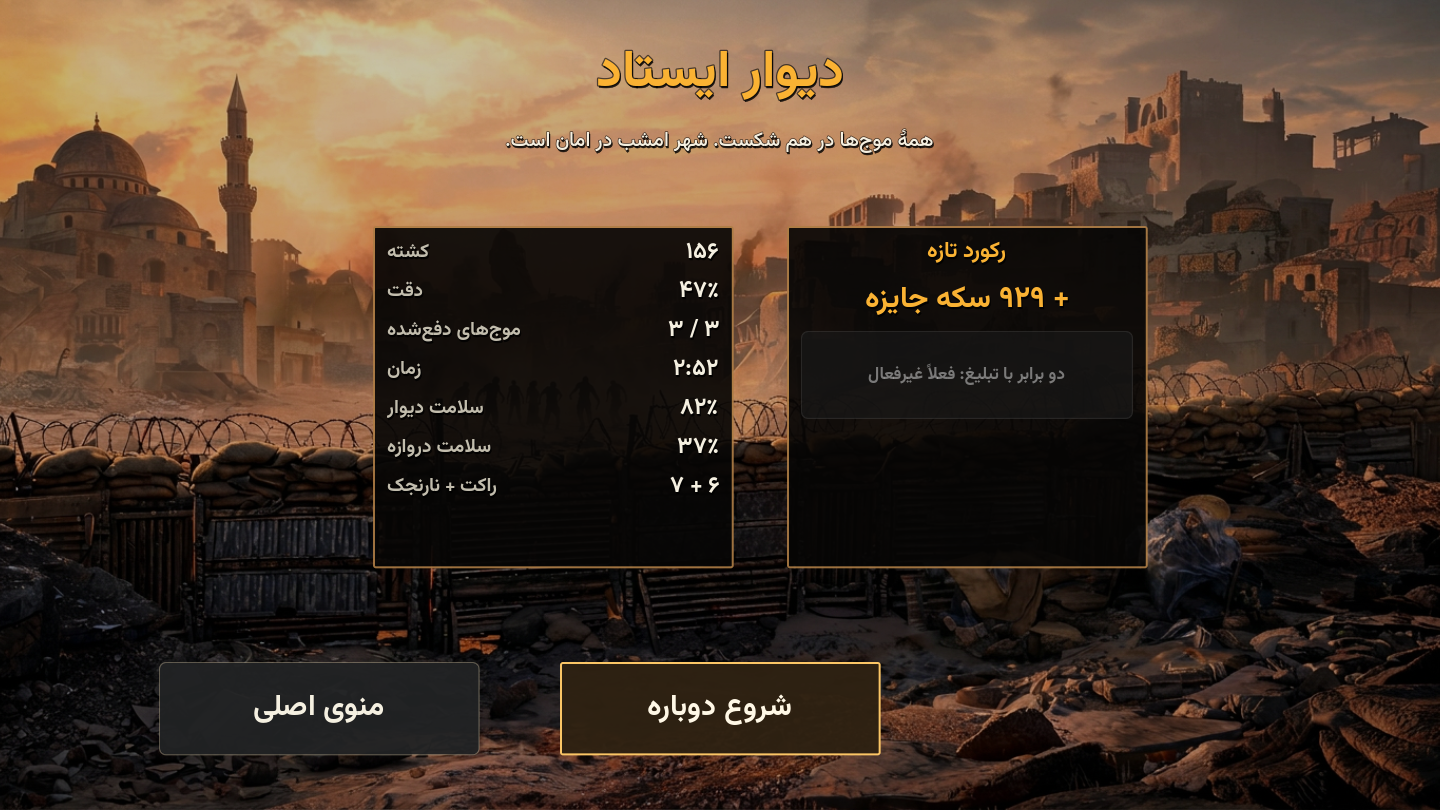 دیوار ایستاد
همهٔ موج‌ها در هم شکست. شهر امشب در امان است.
رکورد تازه
+ ۹۲۹ سکه جایزه
دو برابر با تبلیغ: فعلاً غیرفعال
کشته ۱۵۶
دقت ۴۷٪
موج‌های دفع‌شده ۳ / ۳
زمان ۲:۵۲
سلامت دیوار ۸۲٪
سلامت دروازه ۳۷٪
راکت + نارنجک ۷ + ۶
شروع دوباره
منوی اصلی